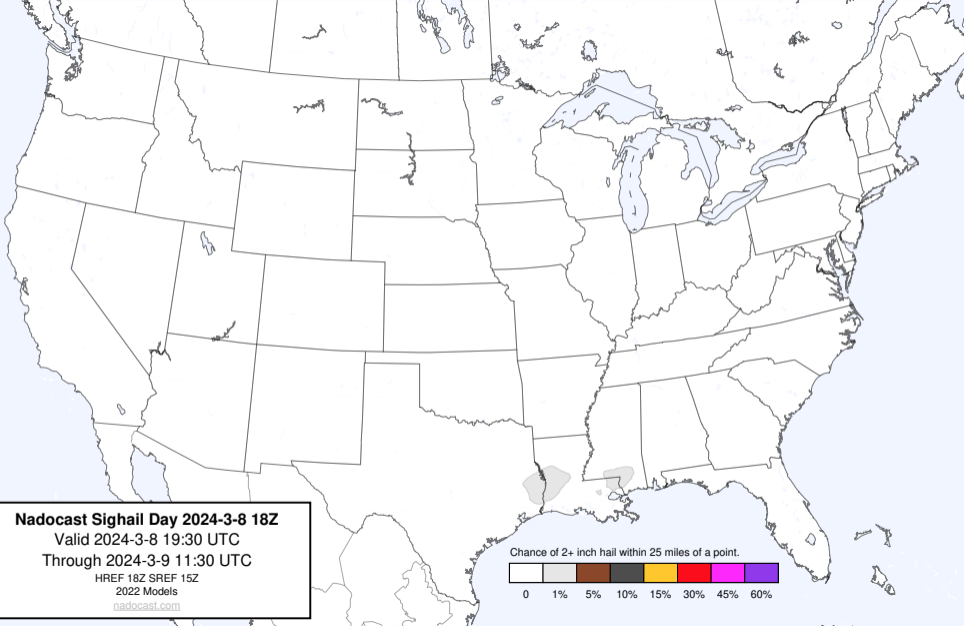 Nadocast Sighail Day 2024-3-8 18Z
Valid 2024-3-8 19:30 UTC
Through 2024-3-9 11:30 UTC
HREF 18Z SREF 15Z
2022 Models
nadocast.com
Chance of 2+ inch hail within 25 miles of a point.
0 1% 5% 10% 15% 30% 45% 60%